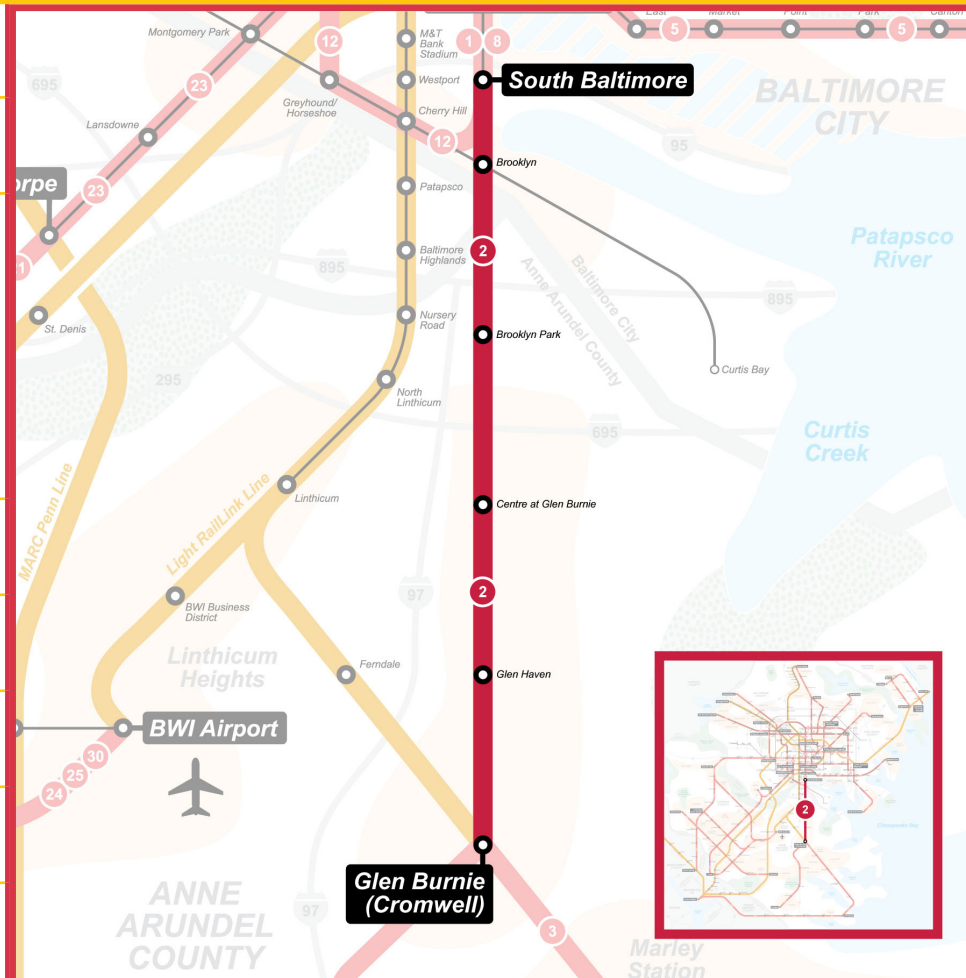 East
Market
Point
Park
Canton
5
5
Montgomery Park
12
M&T
Bank
Stadium
1
8
695
23
Westport
South Baltimore
BALTIMORE
CITY
Greyhound/
Horseshoe
Cherry Hill
Lansdowne
12
95
Brooklyn
orpe
23
Patapsco
Patapsco
River
2
Baltimore
Highlands
895
Baltimore City
Anne Arundel County
895
St. Denis
Nursery
Road
Brooklyn Park
Curtis Bay
295
North
Linthicum
695
Curtis
Creek
Linthicum
Centre at Glen Burnie
MARC Penn Line
Light RailLink Line
BWI Business
District
97
2
Linthicum
Heights
Ferndale
Glen Haven
BWI Airport
30
25
24
2
Glen Burnie
(Cromwell)
ANNE
ARUNDEL
COUNTY
97
3
Marley
Station